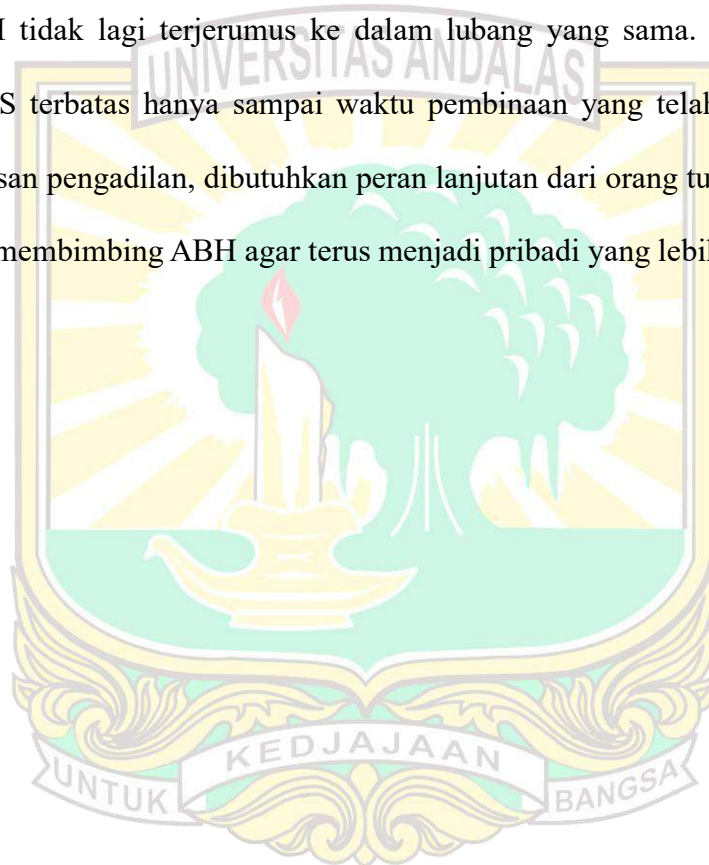 tidak lagi terjerumus ke dalam lubang yang sama.
UNIVERSITAS ANDALAS
S terbatas hanya sampai waktu pembinaan yang telah
san pengadilan, dibutuhkan peran lanjutan dari orang tu
membimbing ABH agar terus menjadi pribadi yang lebi
UNTUK KEDJAJAAN BANGSA